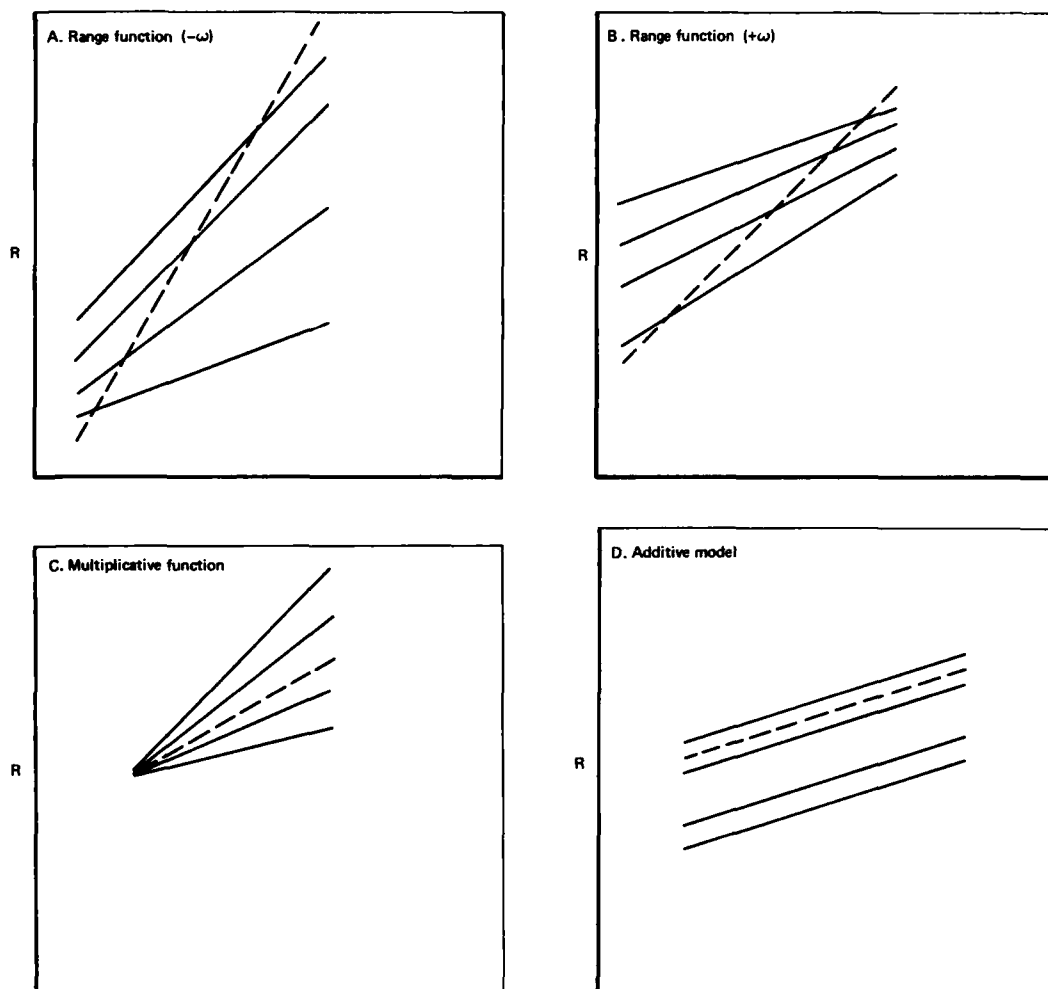 A. Range function (−ω)
B. Range function (+ω)
R
R
C. Multiplicative function
D. Additive model
R
R